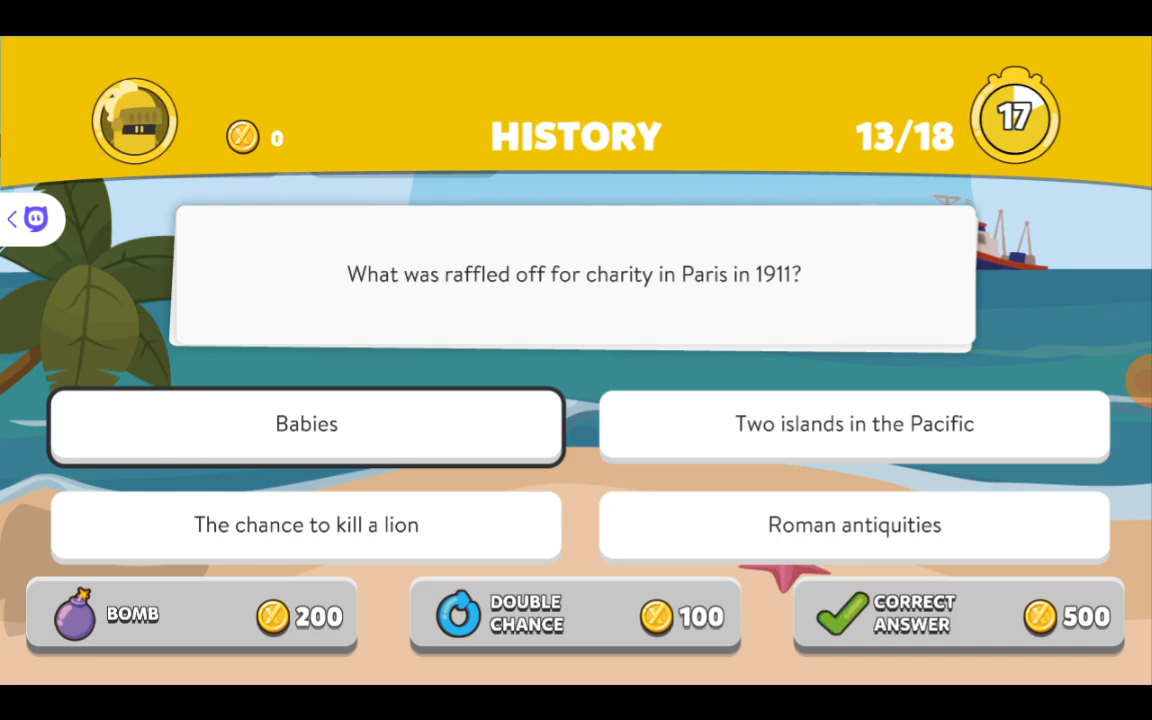 0
HISTORY
13/18
17
What was raffled off for charity in Paris in 1911?
Babies
Two islands in the Pacific
The chance to kill a lion
Roman antiquities
BOMB
200
DOUBLE
CHANCE
100
CORRECT
ANSWER
500